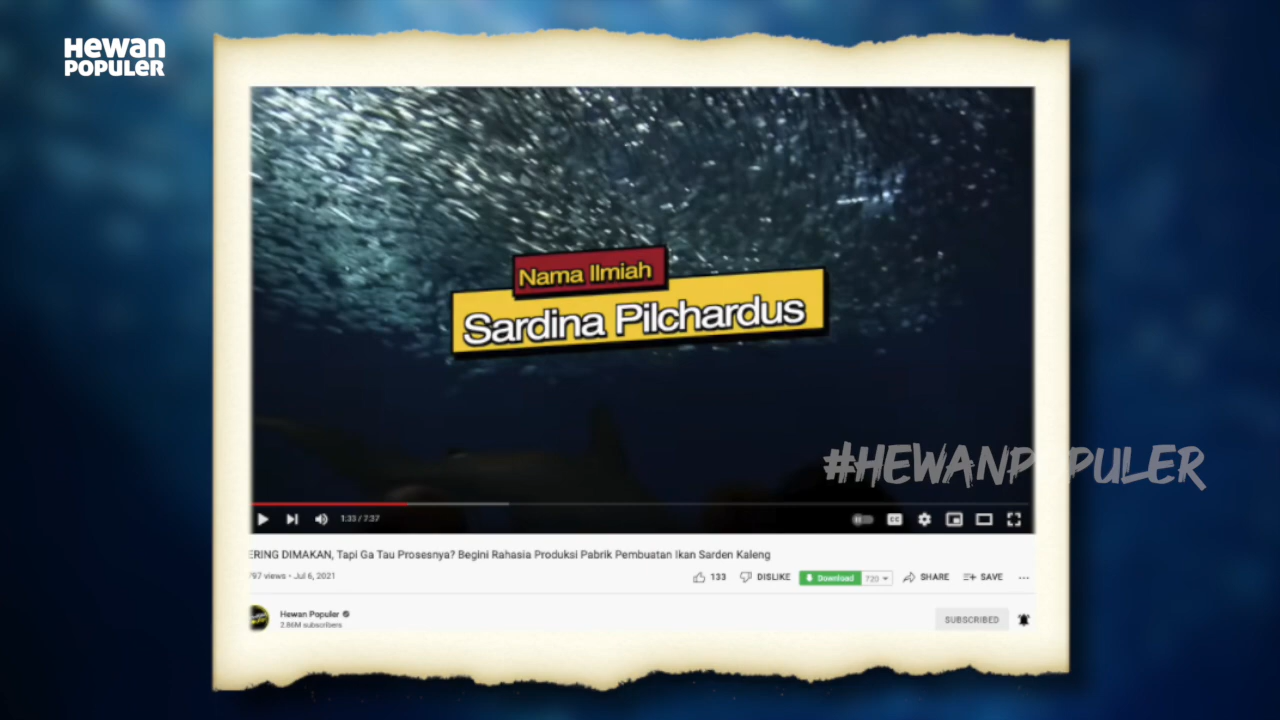 HEWAN
POPULER
Nama Ilmiah
Sardina Pilchardus
#HEWANPOPULER
1:33 / 7:37
CC
ERING DIMAKAN, Tapi Ga Tau Prosesnya? Begini Rahasia Produksi Pabrik Pembuatan Ikan Sarden Kaleng
797 views • Jul 6, 2021
133 DISLIKE Download 720 SHARE SAVE
Hewan Populer
2.86M subscribers
SUBSCRIBED